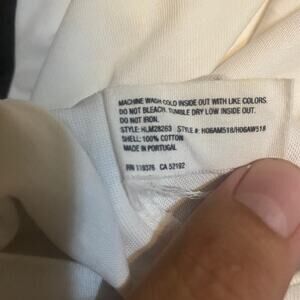 MACHINE WASH COLD INSIDE OUT WITH LIKE COLORS.
DO NOT BLEACH. TUMBLE DRY LOW INSIDE OUT.
DO NOT IRON.
STYLE: HLM28263 STYLE #: H06AM518/H06AW518
SHELL: 100% COTTON
MADE IN PORTUGAL
RN 119376 CA 52192